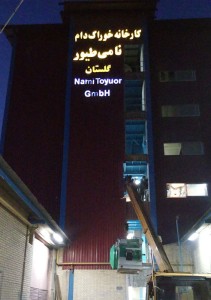 کارخانه خوراک دام
نامی طیور
گلستان
Nami Toyuor
GmbH